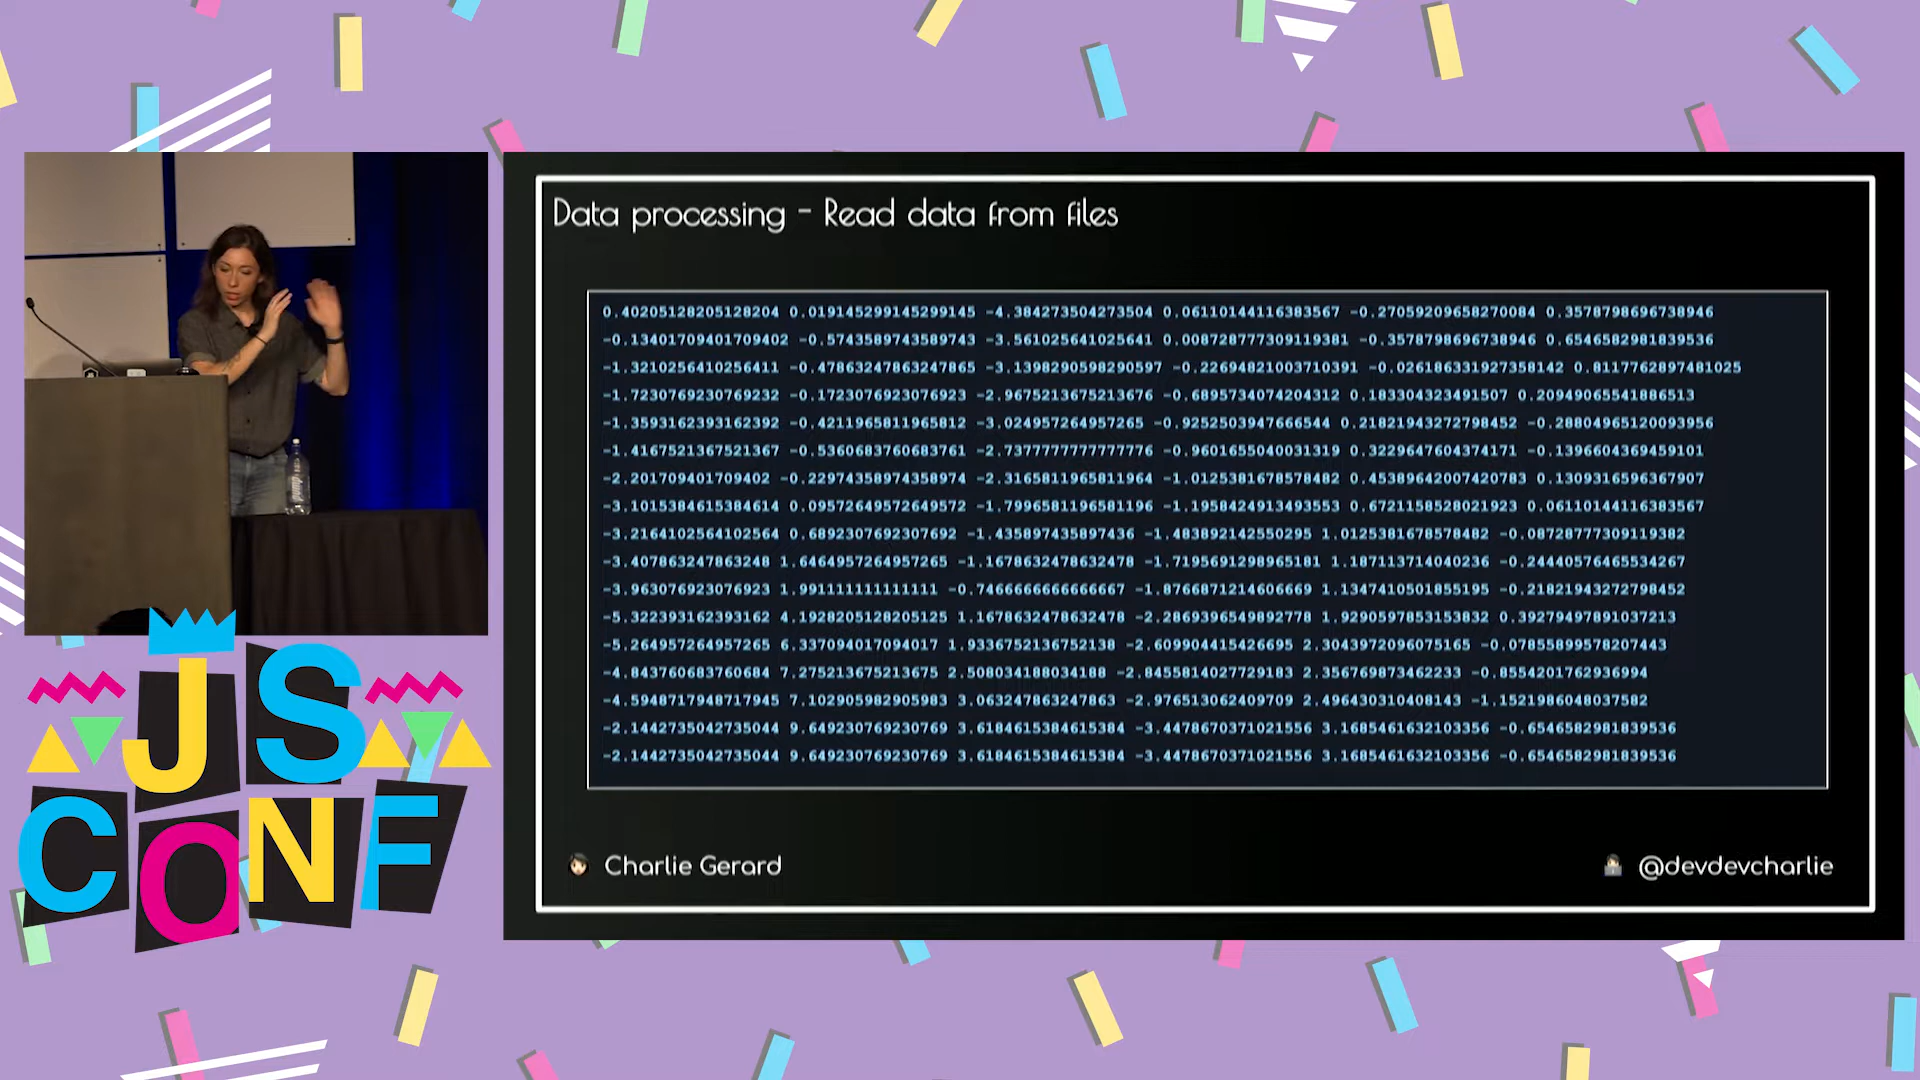 Data processing - Read data from files
0.40205128205128204 0.019145299145299145 -4.384273504273504 0.06110144116383567 -0.27059209658270084 0.3578798696738946
-0.13401709401709402 -0.5743589743589743 -3.561025641025641 0.008728777309119381 -0.3578798696738946 0.6546582981839536
-1.3210256410256411 -0.47863247863247865 -3.1398290598290597 -0.22694821003710391 -0.026186331927358142 0.8117762897481025
-1.7230769230769232 -0.1723076923076923 -2.9675213675213676 -0.6895734074204312 0.183304323491507 0.20949065541886513
-1.3593162393162392 -0.4211965811965812 -3.024957264957265 -0.9252503947666544 0.21821943272798452 -0.28804965120093956
-1.4167521367521367 -0.5360683760683761 -2.7377777777777776 -0.9601655040031319 0.3229647604374171 -0.1396604369459101
-2.201709401709402 -0.22974358974358974 -2.3165811965811964 -1.0125381678578482 0.45389642007420783 0.1309316596367907
-3.1015384615384614 0.09572649572649572 -1.7996581196581196 -1.1958424913493553 0.6721158528021923 0.06110144116383567
-3.2164102564102564 0.6892307692307692 -1.435897435897436 -1.483892142550295 1.0125381678578482 -0.08728777309119382
-3.407863247863248 1.6464957264957265 -1.1678632478632478 -1.7195691298965181 1.187113714040236 -0.24440576465534267
-3.963076923076923 1.991111111111111 -0.7466666666666667 -1.8766871214606669 1.1347410501855195 -0.21821943272798452
-5.322393162393162 4.1928205128205125 1.1678632478632478 -2.2869396549892778 1.9290597853153832 0.39279497891037213
-5.264957264957265 6.337094017094017 1.9336752136752138 -2.609904415426695 2.3043972096075165 -0.07855899578207443
-4.843760683760684 7.275213675213675 2.508034188034188 -2.8455814027729183 2.356769873462233 -0.8554201762936994
-4.5948717948717945 7.102905982905983 3.063247863247863 -2.976513062409709 2.496430310408143 -1.1521986048037582
-2.1442735042735044 9.649230769230769 3.6184615384615384 -3.4478670371021556 3.1685461632103356 -0.6546582981839536
-2.1442735042735044 9.649230769230769 3.6184615384615384 -3.4478670371021556 3.1685461632103356 -0.6546582981839536
Charlie Gerard
@devdevcharlie
JS
CONF